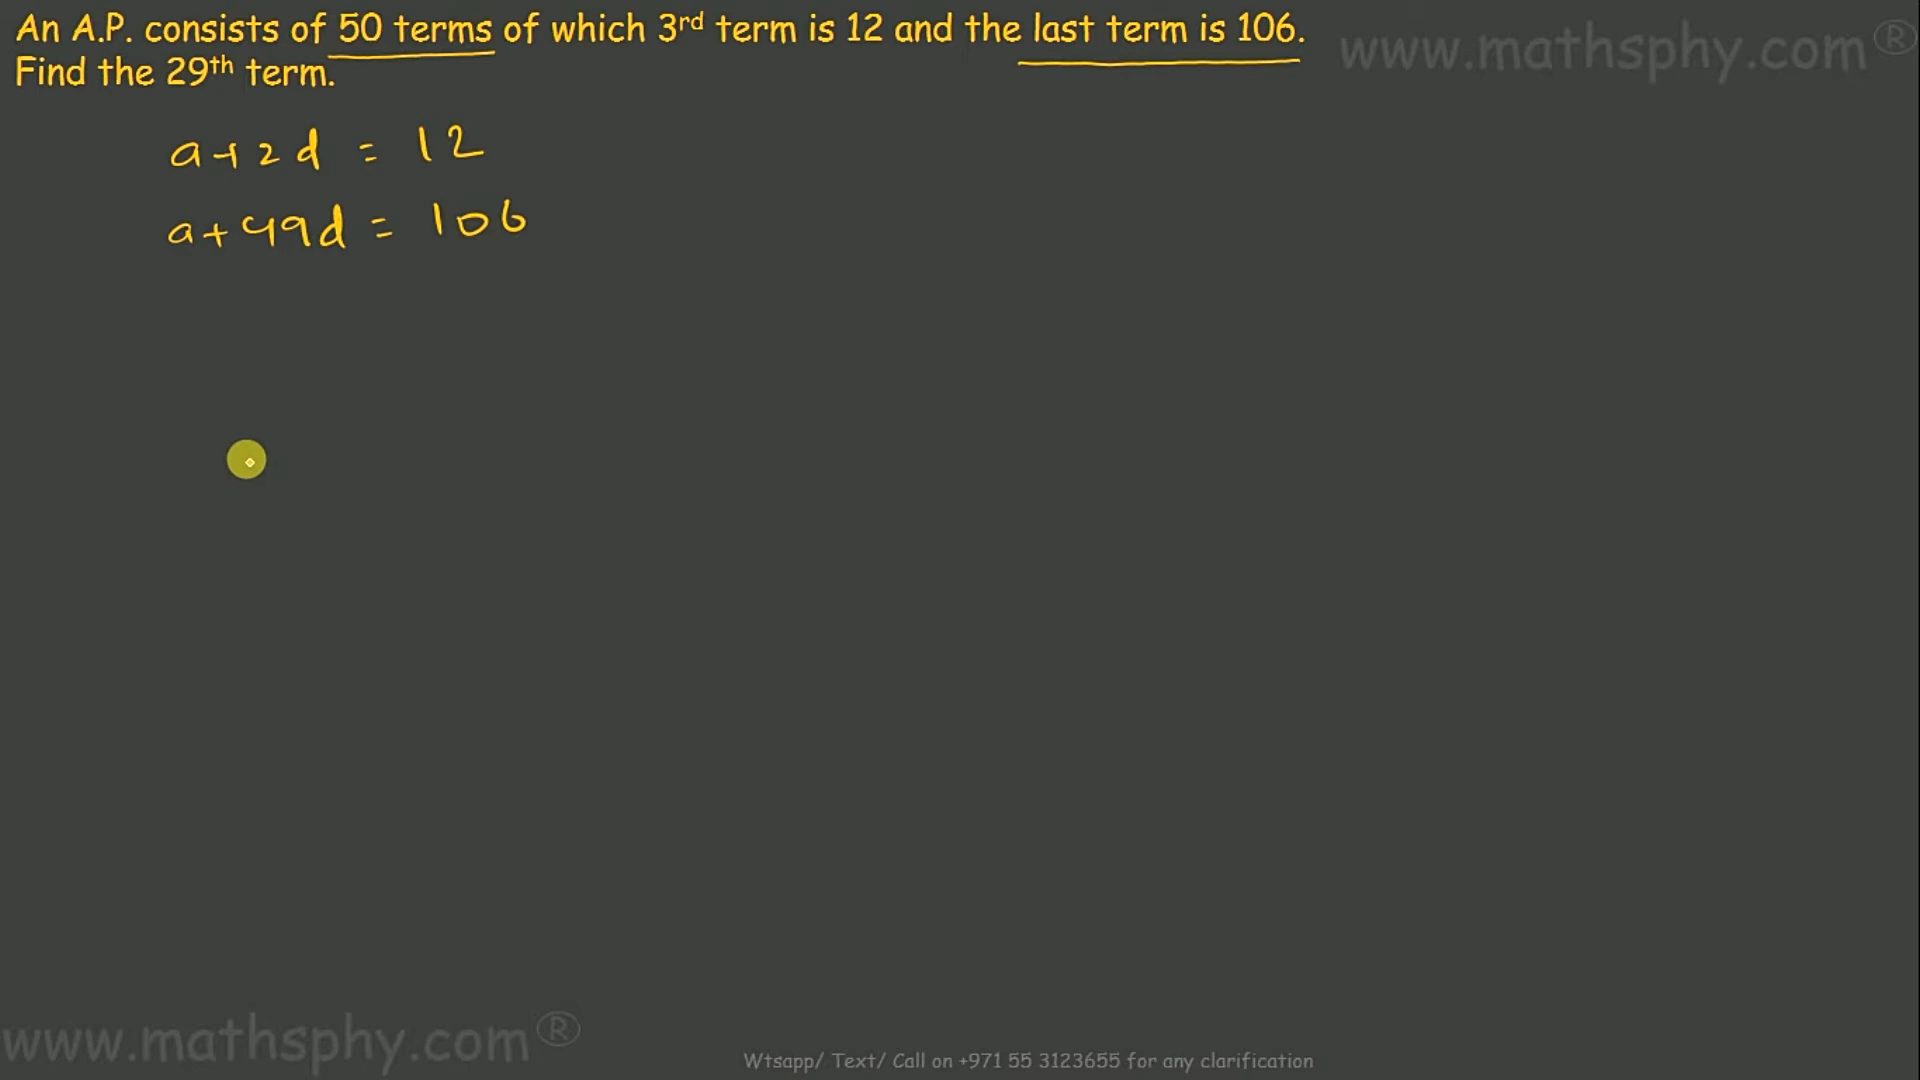 An A.P. consists of 50 terms of which 3rd term is 12 and the last term is 106.
www.mathsphy.com®
Find the 29th term.
a+2d = 12
a+49d = 106
www.mathsphy.com®
Wtsapp/ Text/ Call on +971 55 3123655 for any clarification